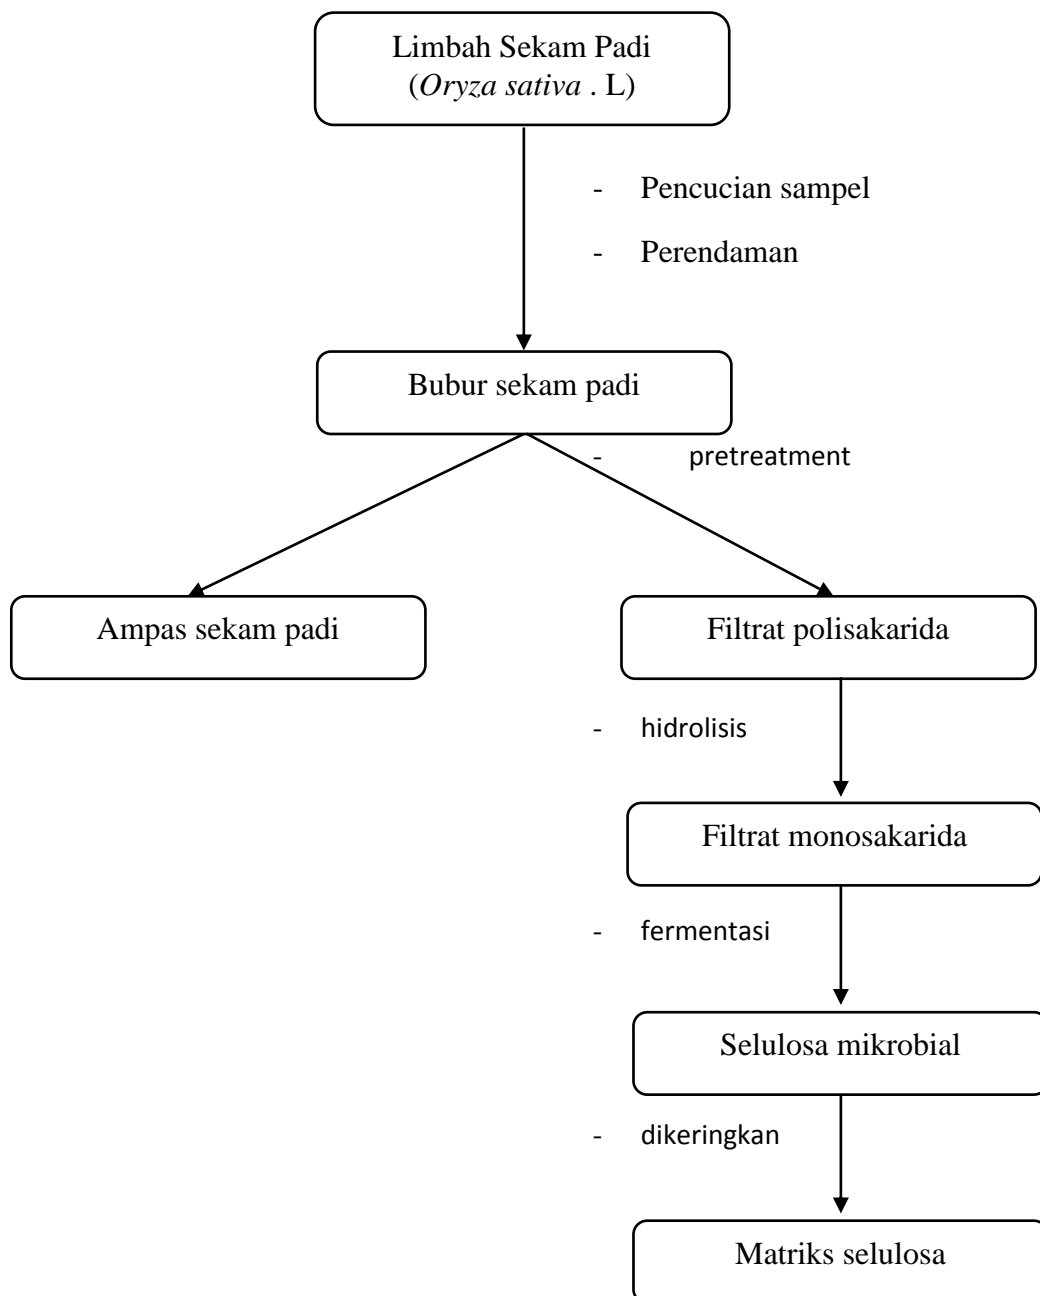 Limbah Sekam Padi
(Oryza sativa . L)
- Pencucian sampel
- Perendaman
Bubur sekam padi
- pretreatment
Ampas sekam padi
Filtrat polisakarida
- hidrolisis
Filtrat monosakarida
- fermentasi
Selulosa mikrobial
- dikeringkan
Matriks selulosa